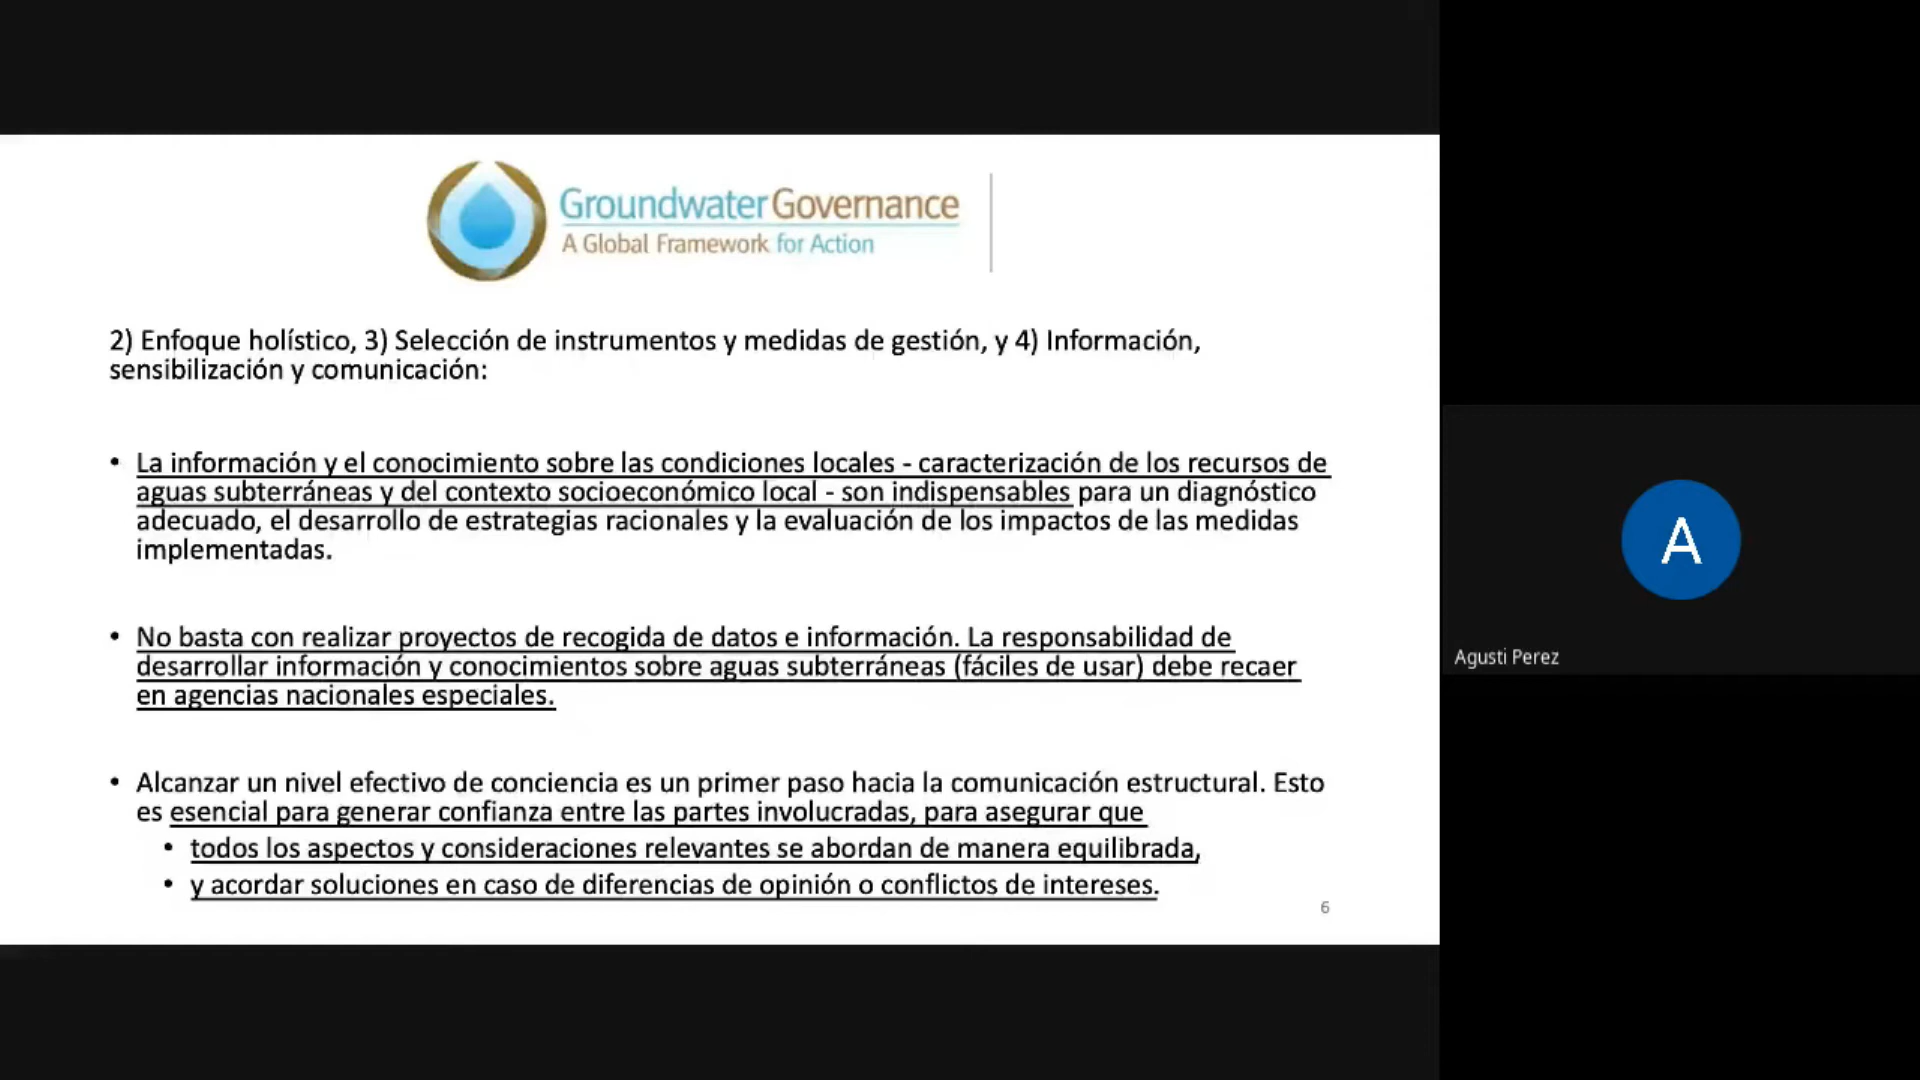 GroundwaterGovernance
A Global Framework for Action
2) Enfoque holístico, 3) Selección de instrumentos y medidas de gestión, y 4) Información,
sensibilización y comunicación:
• La información y el conocimiento sobre las condiciones locales - caracterización de los recursos de
aguas subterráneas y del contexto socioeconómico local - son indispensables para un diagnóstico
adecuado, el desarrollo de estrategias racionales y la evaluación de los impactos de las medidas
implementadas.
• No basta con realizar proyectos de recogida de datos e información. La responsabilidad de
desarrollar información y conocimientos sobre aguas subterráneas (fáciles de usar) debe recaer
en agencias nacionales especiales.
• Alcanzar un nivel efectivo de conciencia es un primer paso hacia la comunicación estructural. Esto
es esencial para generar confianza entre las partes involucradas, para asegurar que
• todos los aspectos y consideraciones relevantes se abordan de manera equilibrada,
• y acordar soluciones en caso de diferencias de opinión o conflictos de intereses.
6
A
Agusti Perez